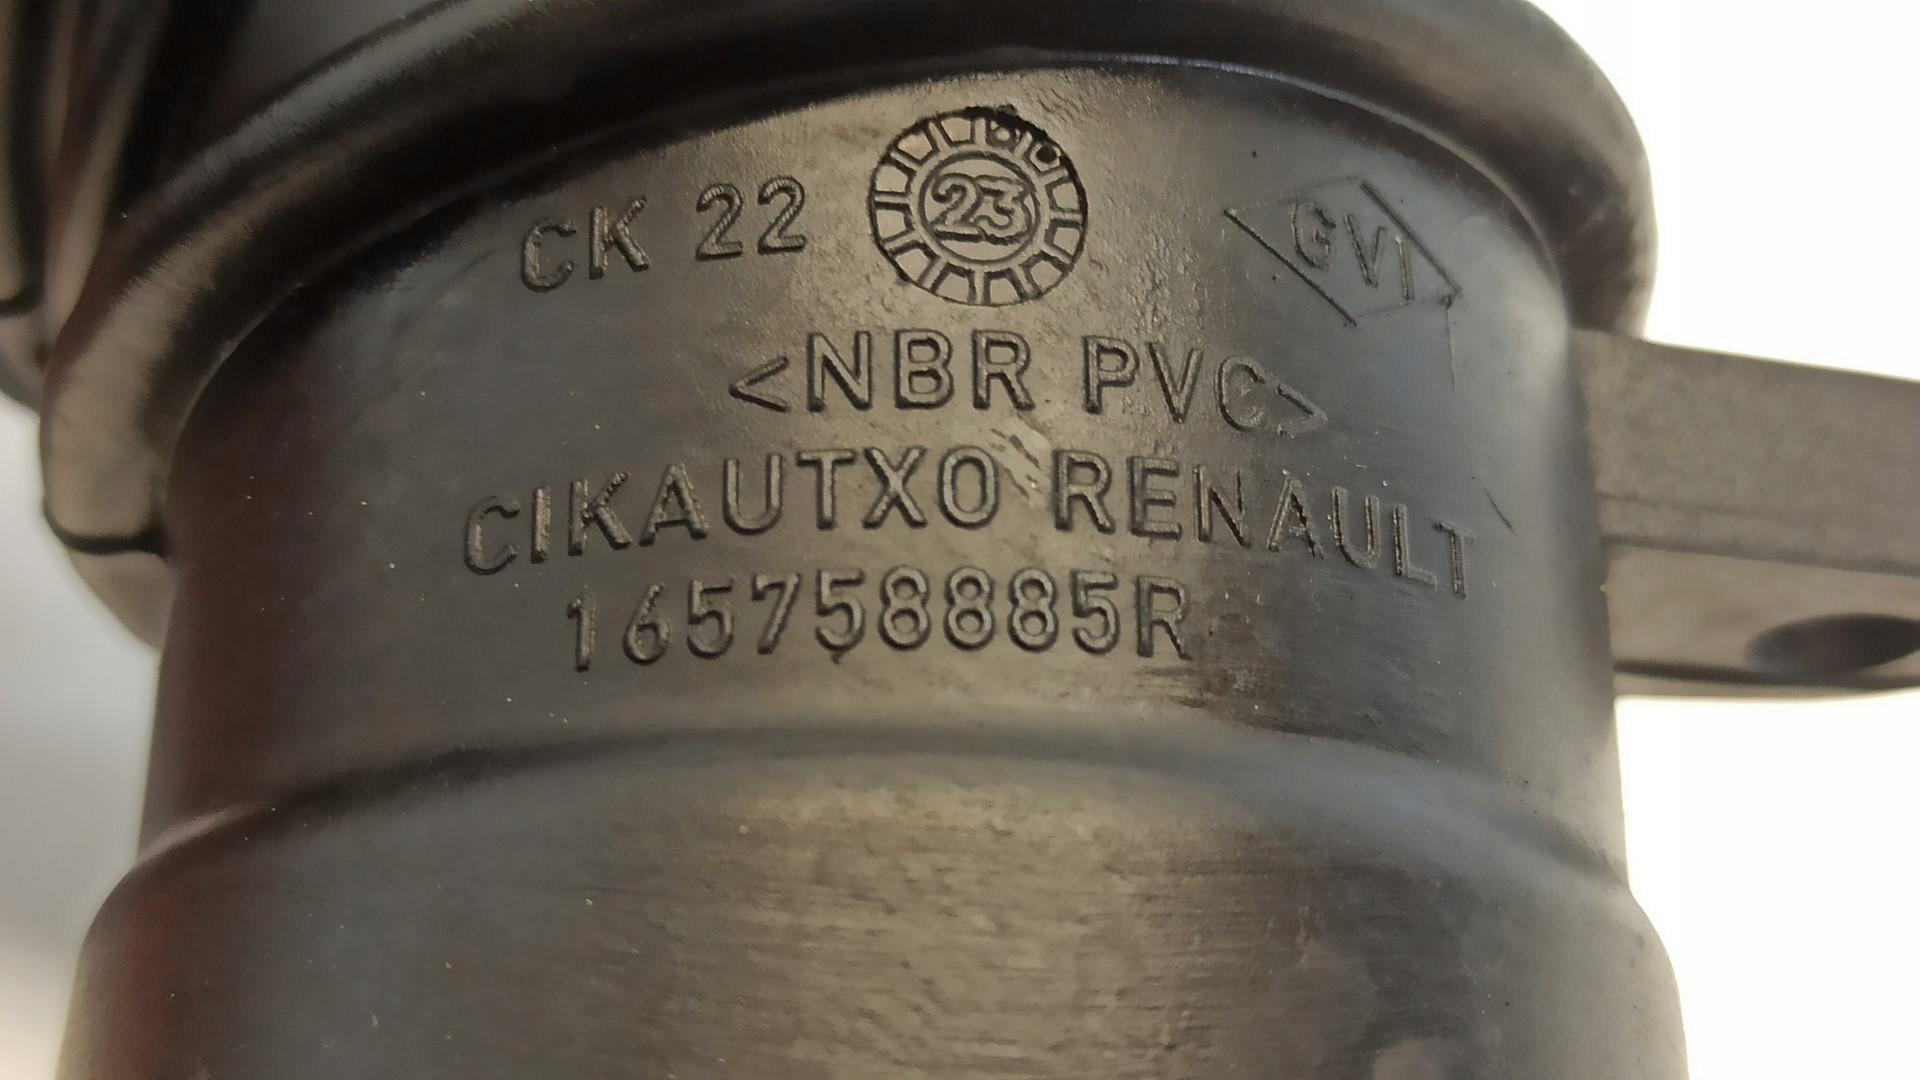 CK 22 23 GVI
<NBR PVC>
CIKAUTXO RENAULT
165758885R